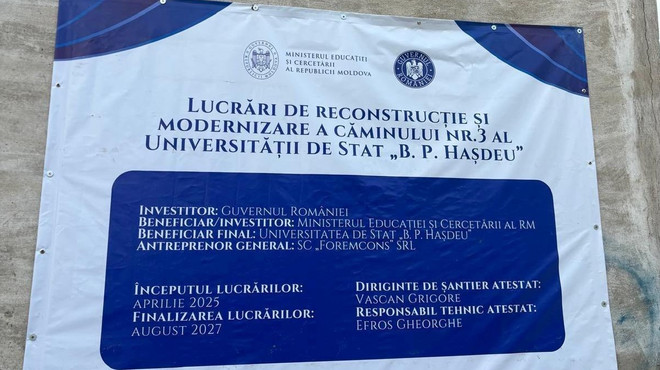 MINISTERUL EDUCAȚIEI
ȘI CERCETĂRII
AL REPUBLICII MOLDOVA
GUVERNUL ROMÂNIEI
LUCRĂRI DE RECONSTRUCȚIE ȘI
MODERNIZARE A CĂMINULUI NR.3 AL
UNIVERSITĂȚII DE STAT „B. P. HAȘDEU”
INVESTITOR: GUVERNUL ROMÂNIEI
BENEFICIAR/INVESTITOR: MINISTERUL EDUCAȚIEI ȘI CERCETĂRII AL RM
BENEFICIAR FINAL: UNIVERSITATEA DE STAT „B. P. HAȘDEU”
ANTREPRENOR GENERAL: SC „FOREMCONS” SRL
ÎNCEPUTUL LUCRĂRILOR:
APRILIE 2025
FINALIZAREA LUCRĂRILOR:
AUGUST 2027
DIRIGINTE DE ȘANTIER ATESTAT:
VASCAN GRIGORE
RESPONSABIL TEHNIC ATESTAT:
EFROS GHEORGHE